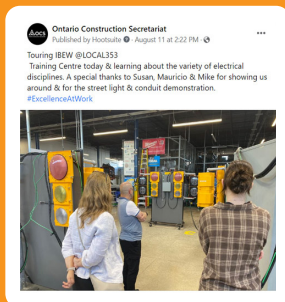 OCS
Ontario Construction Secretariat
Published by Hootsuite · August 11 at 2:22 PM ·
Touring IBEW @LOCAL353
Training Centre today & learning about the variety of electrical
disciplines. A special thanks to Susan, Mauricio & Mike for showing us
around & for the street light & conduit demonstration.
#ExcellenceAtWork